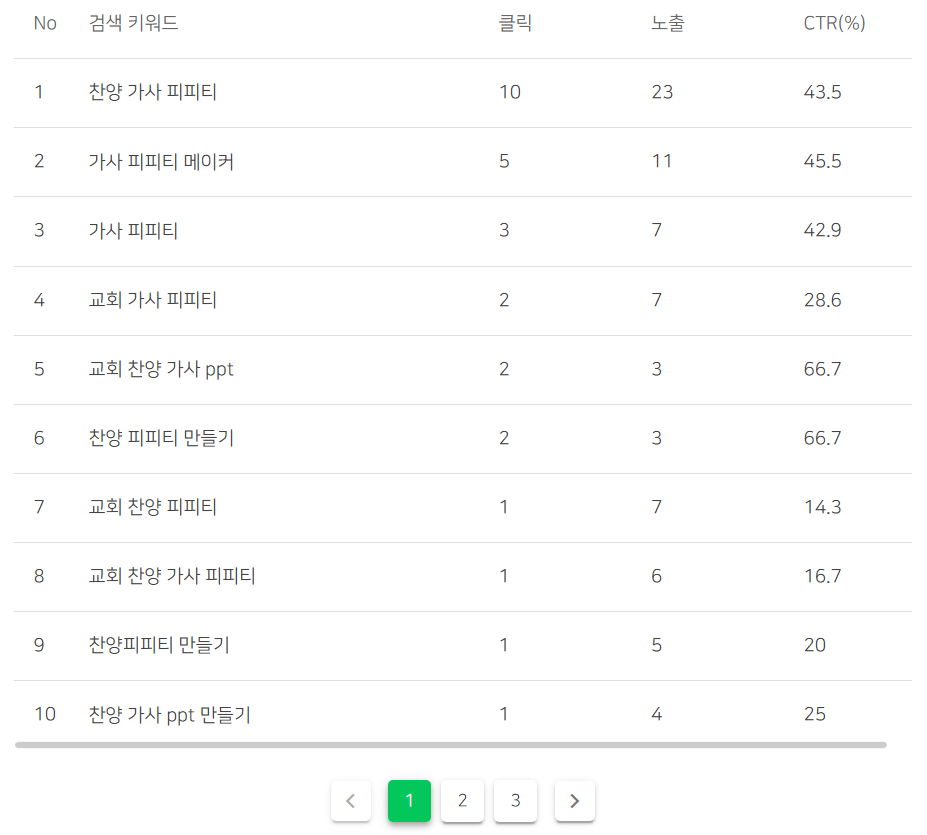 No 검색 키워드 클릭 노출 CTR(%)
1 찬양 가사 피피티 10 23 43.5
2 가사 피피티 메이커 5 11 45.5
3 가사 피피티 3 7 42.9
4 교회 가사 피피티 2 7 28.6
5 교회 찬양 가사 ppt 2 3 66.7
6 찬양 피피티 만들기 2 3 66.7
7 교회 찬양 피피티 1 7 14.3
8 교회 찬양 가사 피피티 1 6 16.7
9 찬양피피티 만들기 1 5 20
10 찬양 가사 ppt 만들기 1 4 25
1 2 3